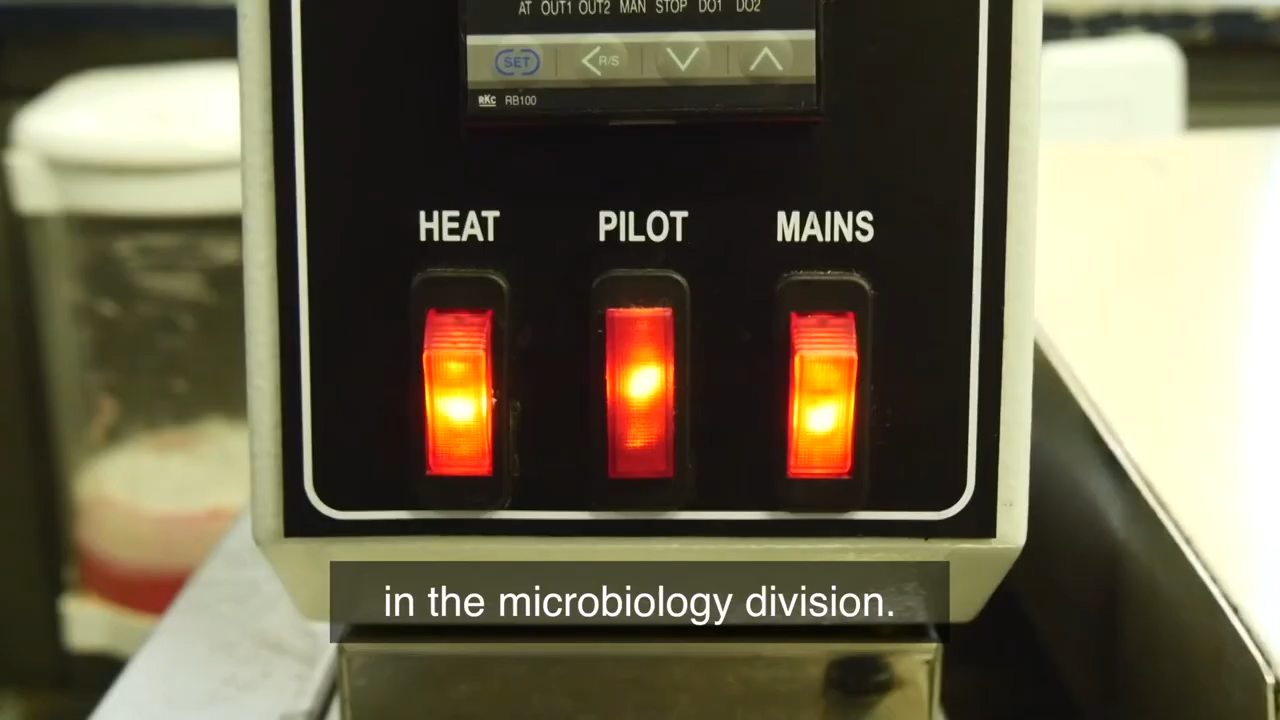 AT OUT1 OUT2 MAN STOP DO1 DO2
SET <R/S
RKC RB100
HEAT PILOT MAINS
in the microbiology division.